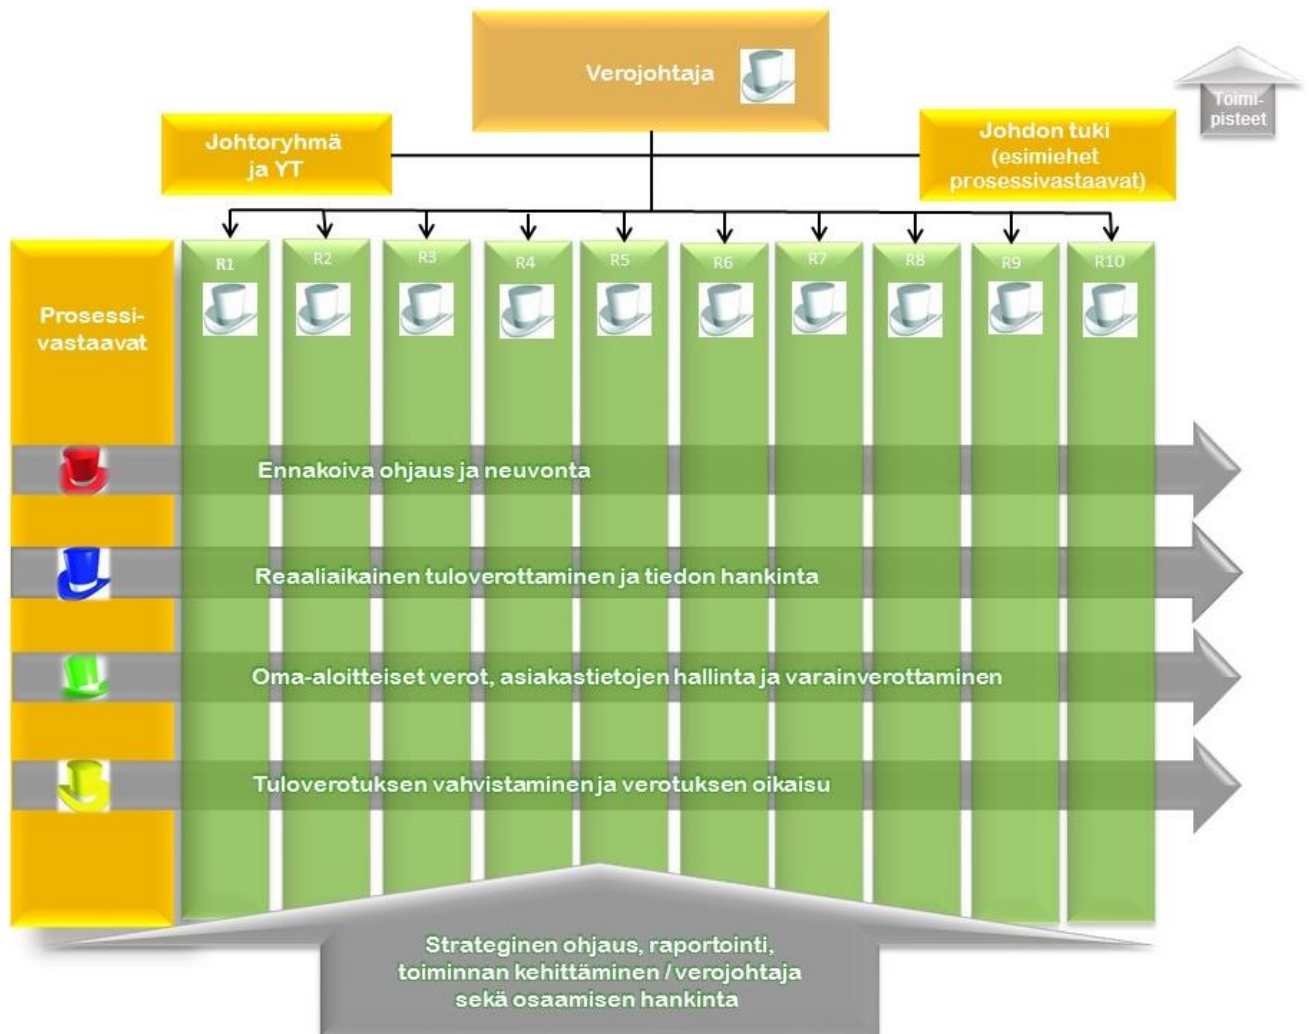 Verojohtaja
Toimi-
pisteet
Johtoryhmä
ja YT
Johdon tuki
(esimiehet
prosessivastaavat)
R1
R2
R3
R4
R5
R6
R7
R8
R9
R10
Prosessi-
vastaavat
Ennakoiva ohjaus ja neuvonta
Reaaliaikainen tuloverottaminen ja tiedon hankinta
Oma-aloitteiset verot, asiakastietojen hallinta ja varainverottaminen
Tuloverotuksen vahvistaminen ja verotuksen oikaisu
Strateginen ohjaus, raportointi,
toiminnan kehittäminen / verojohtaja
sekä osaamisen hankinta